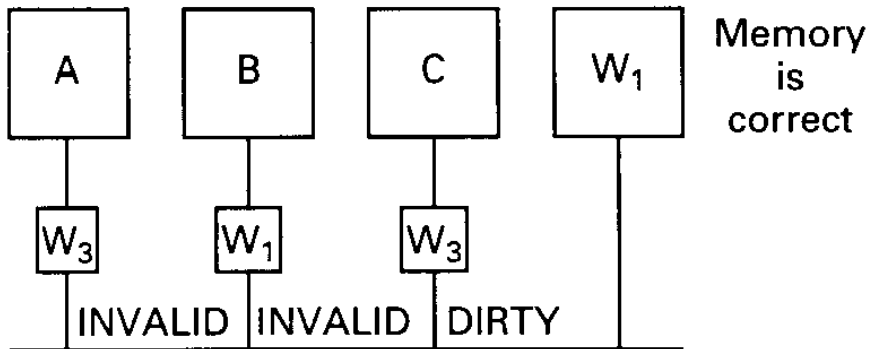 A B C W₁
Memory
is
correct
W₃ W₁ W₃
INVALID INVALID DIRTY